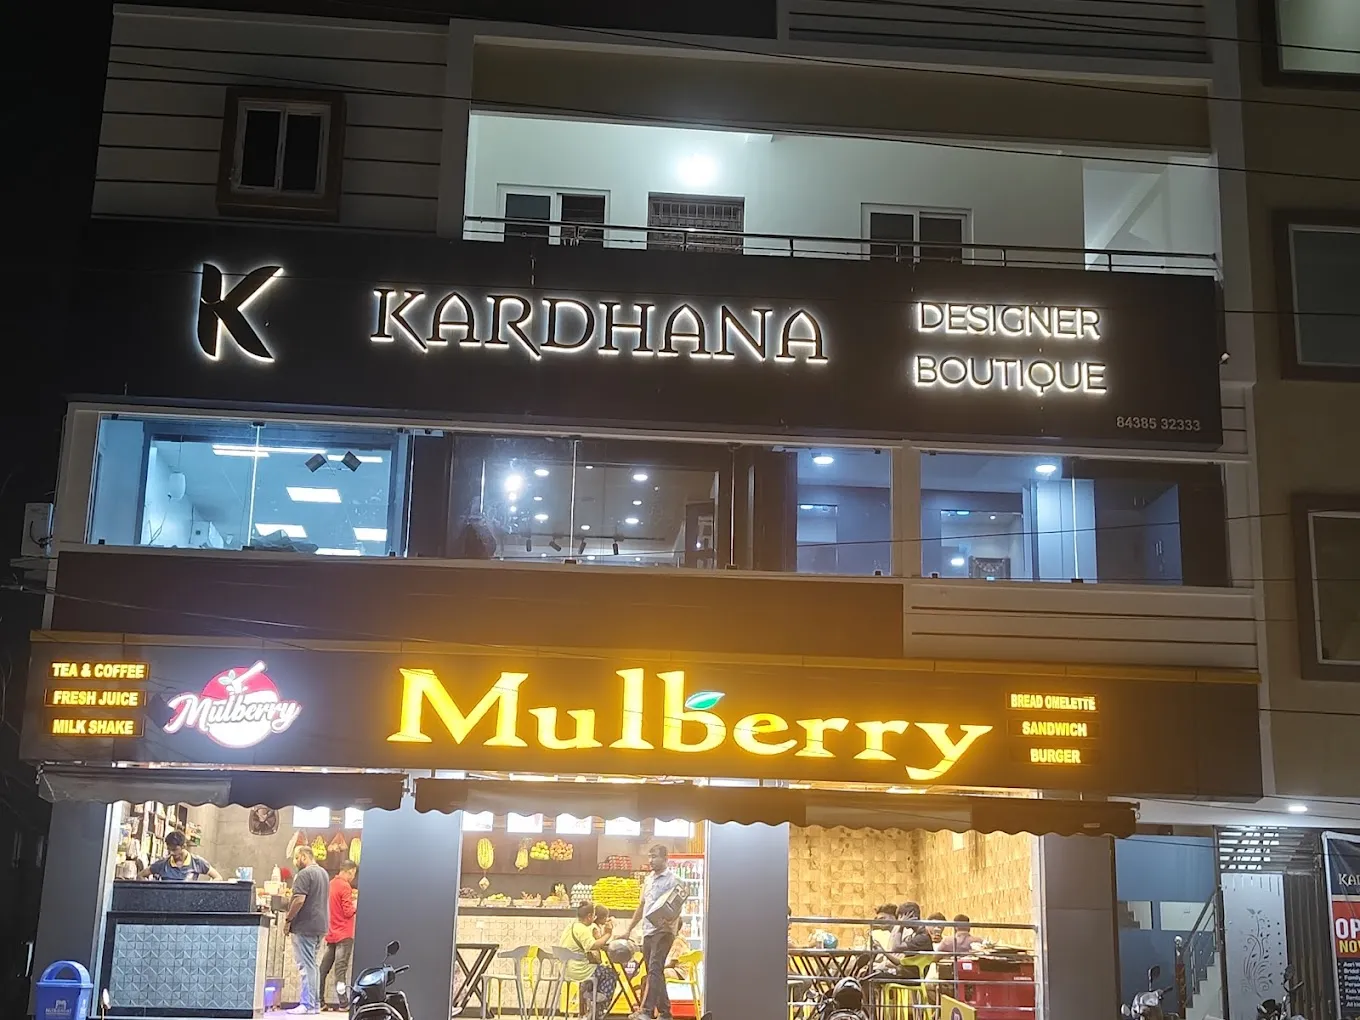 K
KARDHANA
DESIGNER
BOUTIQUE
84385 32333
TEA & COFFEE
FRESH JUICE
MILK SHAKE
Mulberry
Mulberry
BREAD OMELETTE
SANDWICH
BURGER